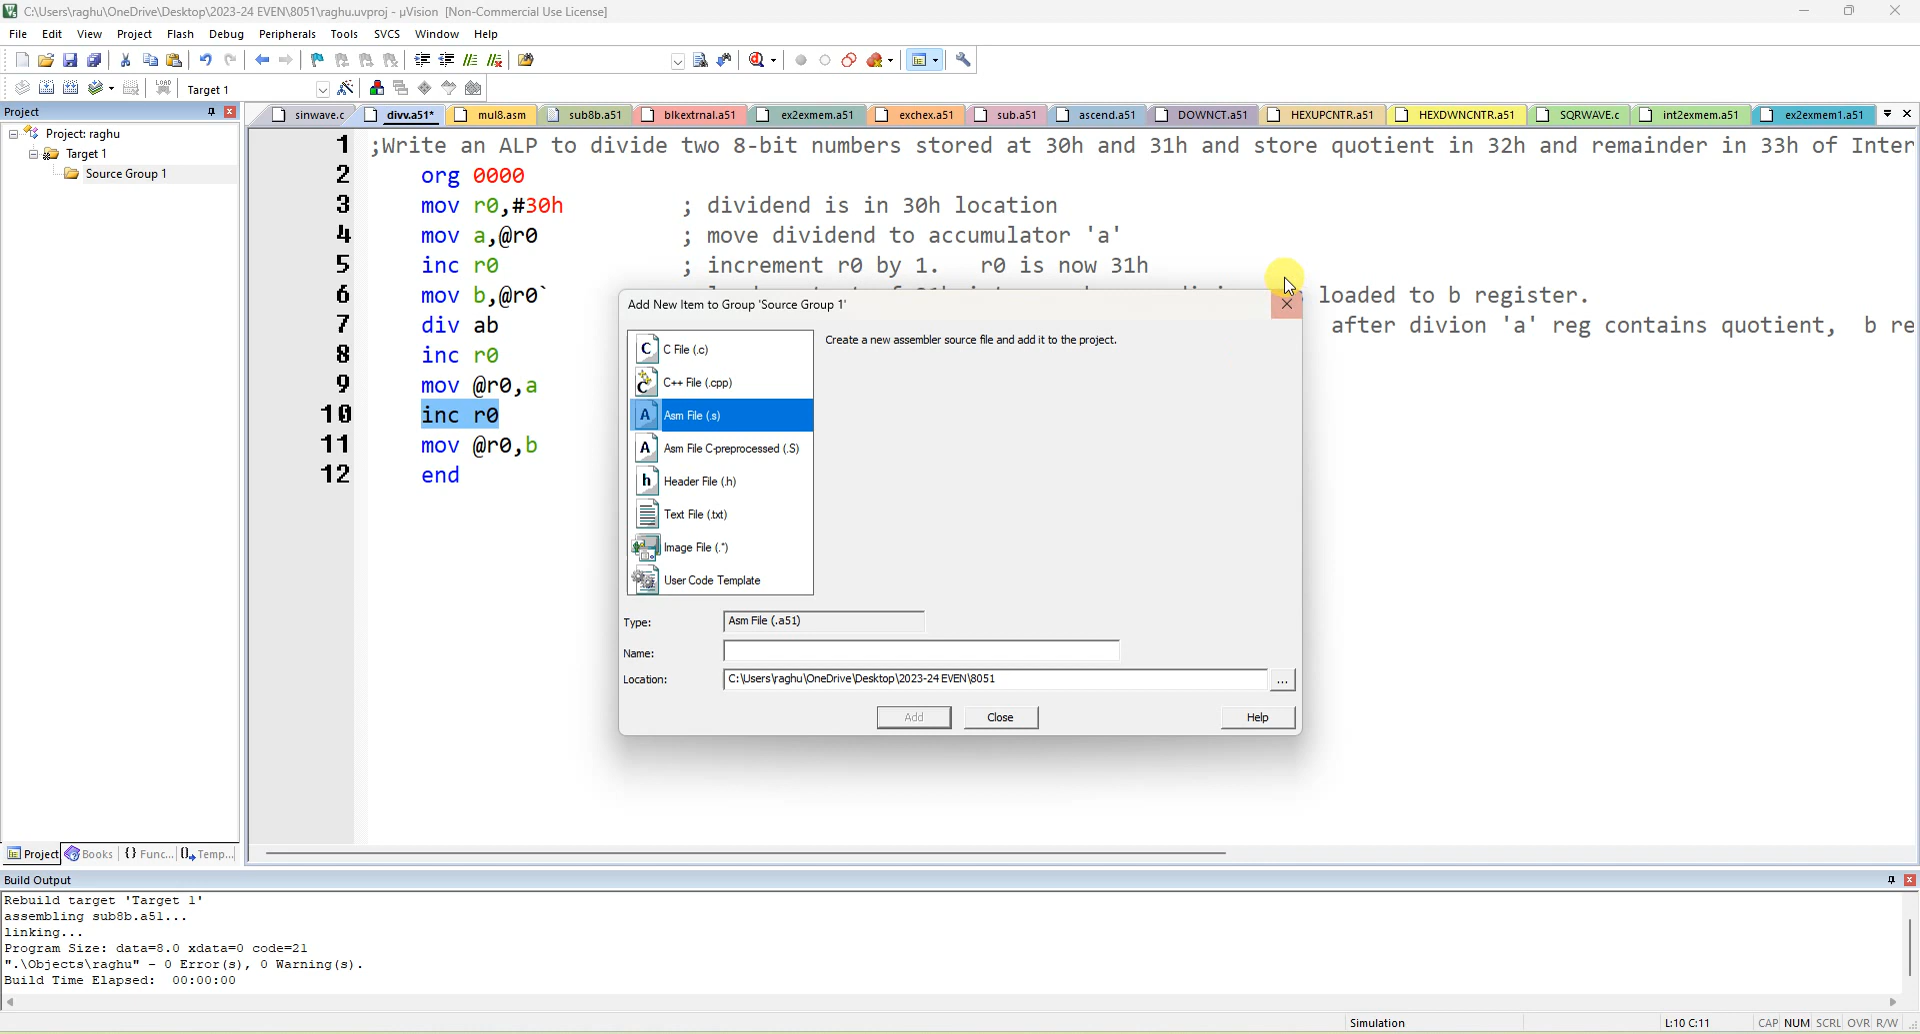 C:\Users\raghu\OneDrive\Desktop\2023-24 EVEN\8051\raghu.uvproj - µVision [Non-Commercial Use License]
File Edit View Project Flash Debug Peripherals Tools SVCS Window Help
LOAD Target 1
Project
sinwave.c divv.a51* mul8.asm sub8b.a51 blkextrnal.a51 ex2exmem.a51 exchex.a51 sub.a51 ascend.a51 DOWNCT.a51 HEXUPCNTR.a51 HEXDWNCNTR.a51 SQRWAVE.c int2exmem.a51 ex2exmem1.a51
Project: raghu
Target 1
Source Group 1
1 ;Write an ALP to divide two 8-bit numbers stored at 30h and 31h and store quotient in 32h and remainder in 33h of Inter
2 org 0000
3 mov r0,#30h ; dividend is in 30h location
4 mov a,@r0 ; move dividend to accumulator 'a'
5 inc r0 ; increment r0 by 1. r0 is now 31h
6 mov b,@r0` loaded to b register.
7 div ab after divion 'a' reg contains quotient, b re
8 inc r0
9 mov @r0,a
10 inc r0
11 mov @r0,b
12 end
Add New Item to Group 'Source Group 1'
C File (.c)
C++ File (.cpp)
Asm File (.s)
Asm File C-preprocessed (.S)
Header File (.h)
Text File (.txt)
Image File (.*)
User Code Template
Create a new assembler source file and add it to the project.
Type: Asm File (.a51)
Name:
Location: C:\Users\raghu\OneDrive\Desktop\2023-24 EVEN\8051 ...
Add Close Help
Project Books {} Func... Temp...
Build Output
Rebuild target 'Target 1'
assembling sub8b.a51...
linking...
Program Size: data=8.0 xdata=0 code=21
".\Objects\raghu" - 0 Error(s), 0 Warning(s).
Build Time Elapsed: 00:00:00
Simulation L:10 C:11 CAP NUM SCRL OVR R/W